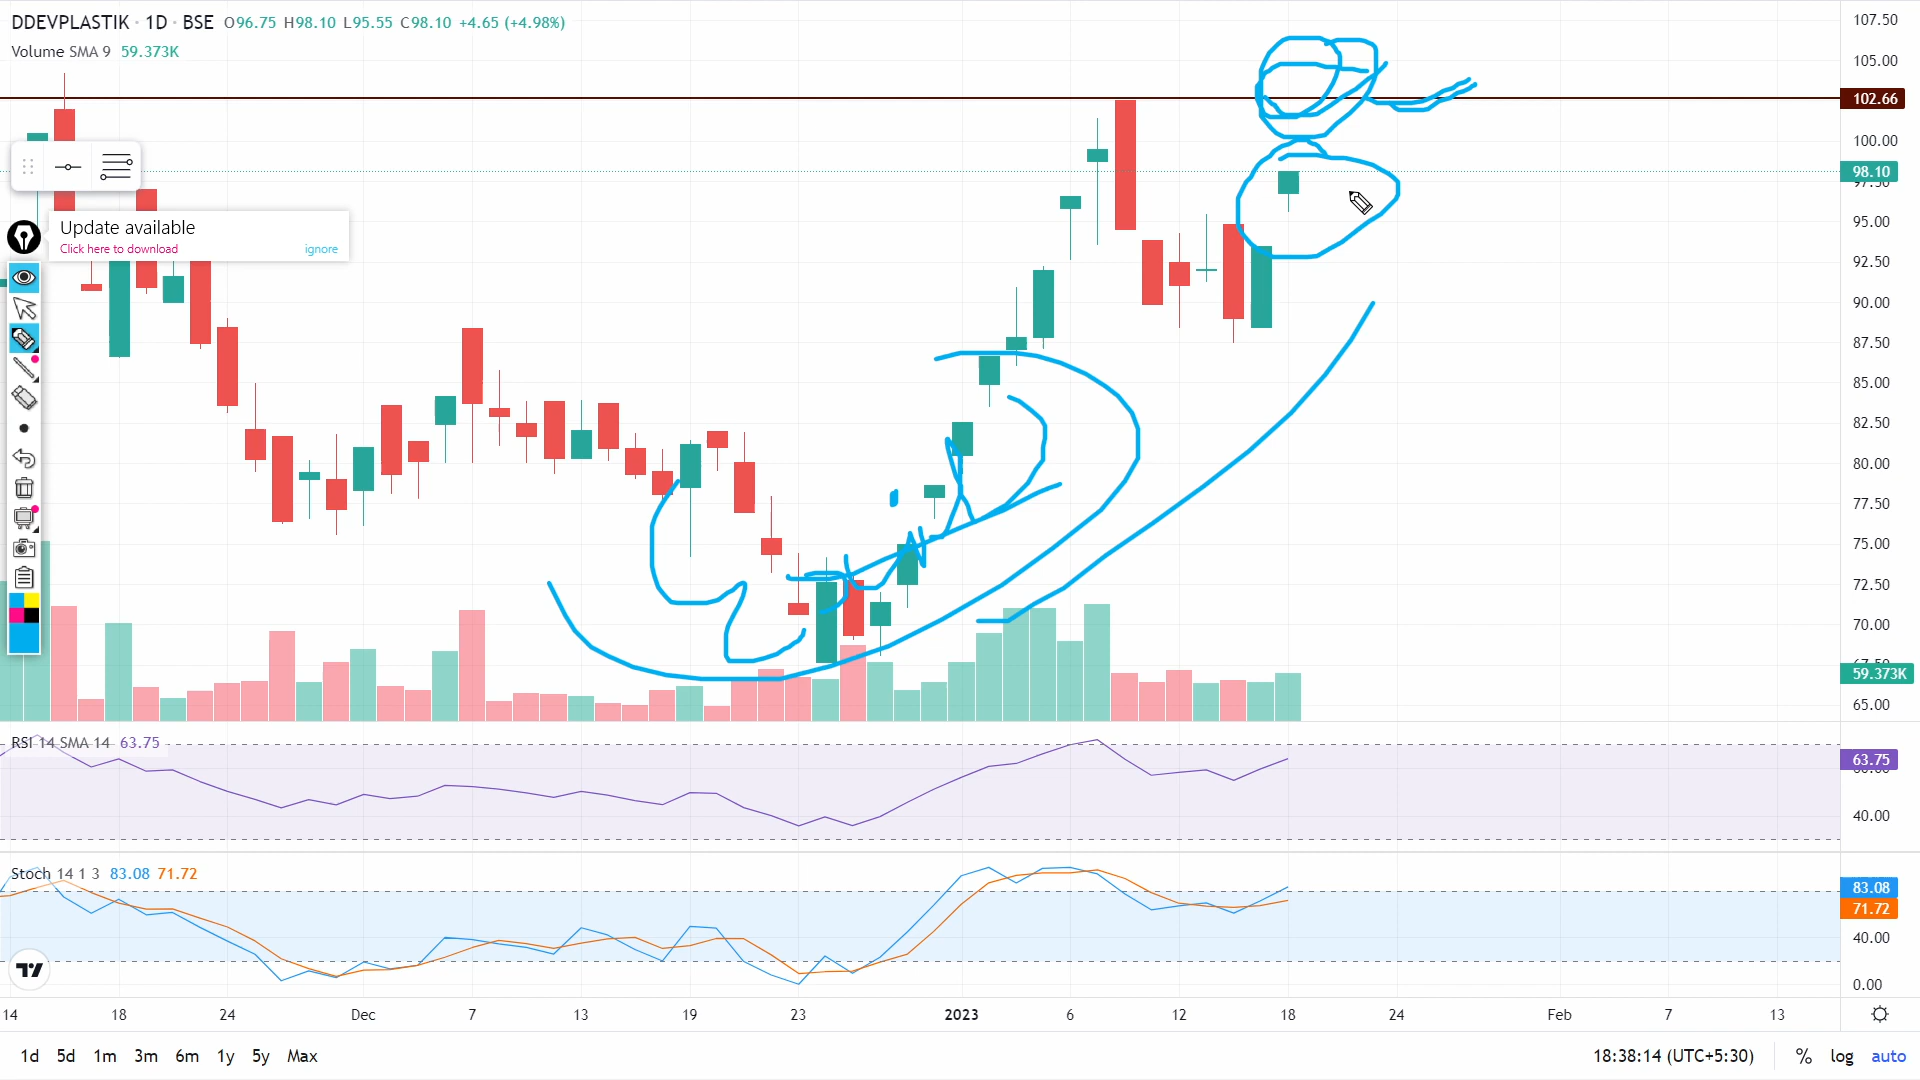 DDEVPLASTIK · 1D · BSE O96.75 H98.10 L95.55 C98.10 +4.65 (+4.98%)
Volume SMA 9 59.373K
107.50
105.00
102.66
100.00
98.10
97.50
95.00
92.50
90.00
87.50
85.00
82.50
80.00
77.50
75.00
72.50
70.00
67.50
59.373K
65.00
Update available
Click here to download ignore
RSI 14 SMA 14 63.75
63.75
60.00
40.00
Stoch 14 1 3 83.08 71.72
83.08
71.72
40.00
0.00
14 18 24 Dec 7 13 19 23 2023 6 12 18 24 Feb 7 13
1d 5d 1m 3m 6m 1y 5y Max 18:38:14 (UTC+5:30) % log auto